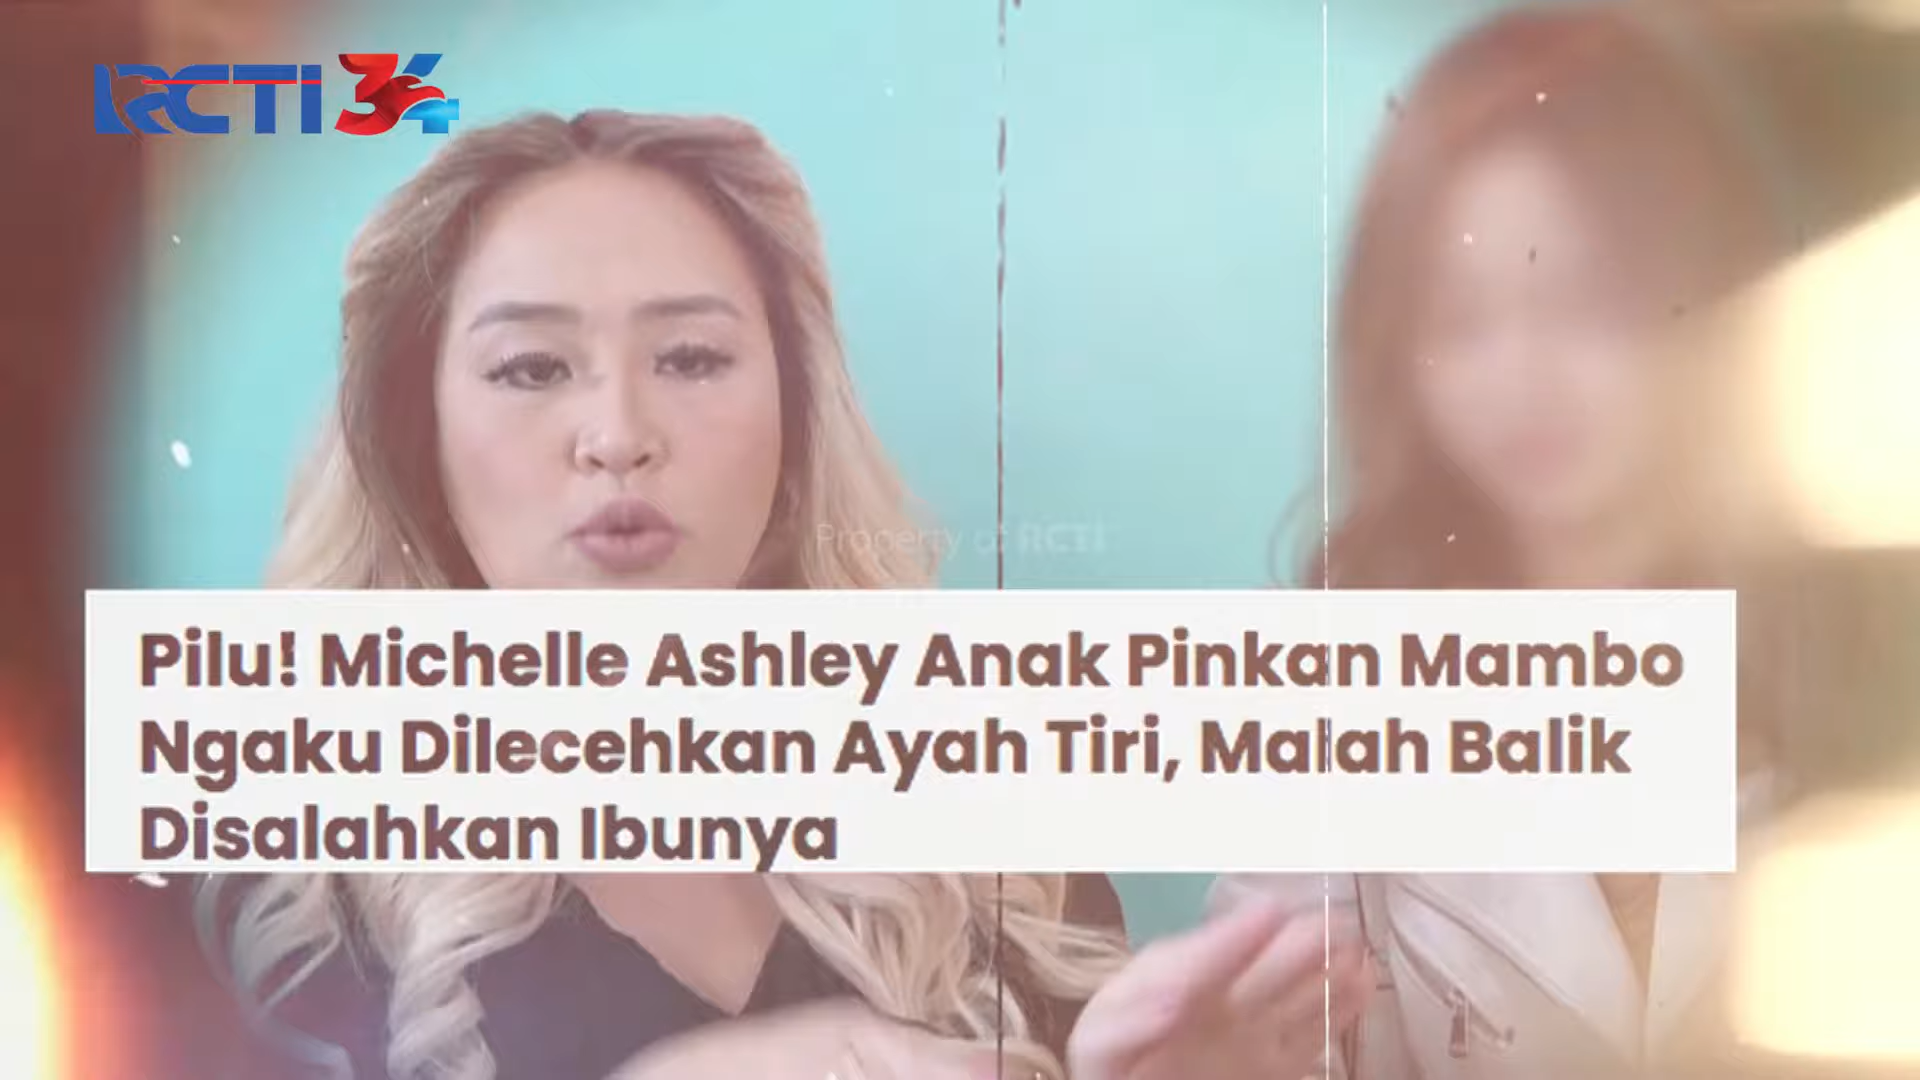 RCTI 34
Property of RCTI
Pilu! Michelle Ashley Anak Pinkan Mambo
Ngaku Dilecehkan Ayah Tiri, Malah Balik
Disalahkan Ibunya